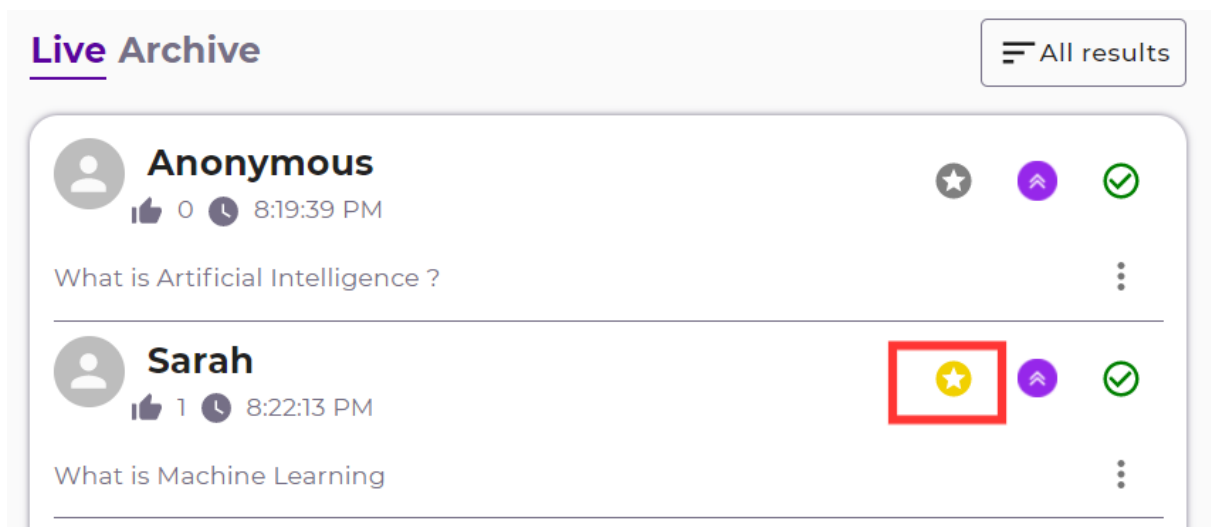 Live Archive
All results
Anonymous
0 8:19:39 PM
What is Artificial Intelligence ?
Sarah
1 8:22:13 PM
What is Machine Learning